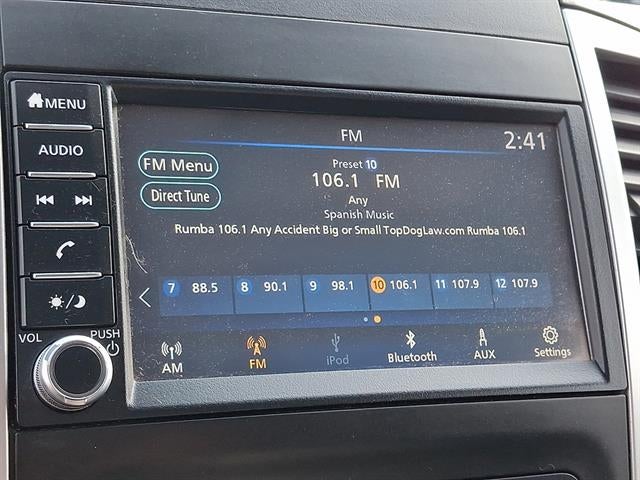 MENU
AUDIO
VOL
PUSH
FM
2:41
FM Menu
Direct Tune
Preset 10
106.1 FM
Any
Spanish Music
Rumba 106.1 Any Accident Big or Small TopDogLaw.com Rumba 106.1
7 88.5 8 90.1 9 98.1 10 106.1 11 107.9 12 107.9
AM FM iPod Bluetooth AUX Settings